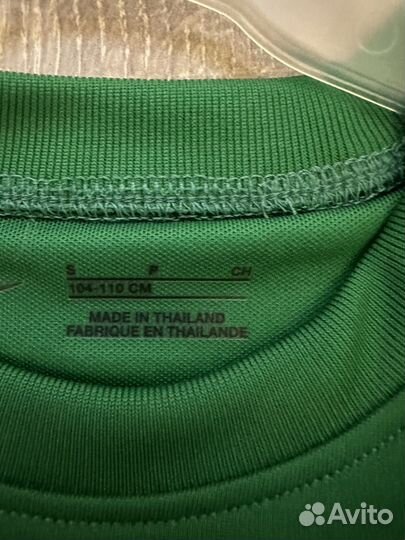 S P CH
104-110 CM
MADE IN THAILAND
FABRIQUE EN THAILANDE
Avito